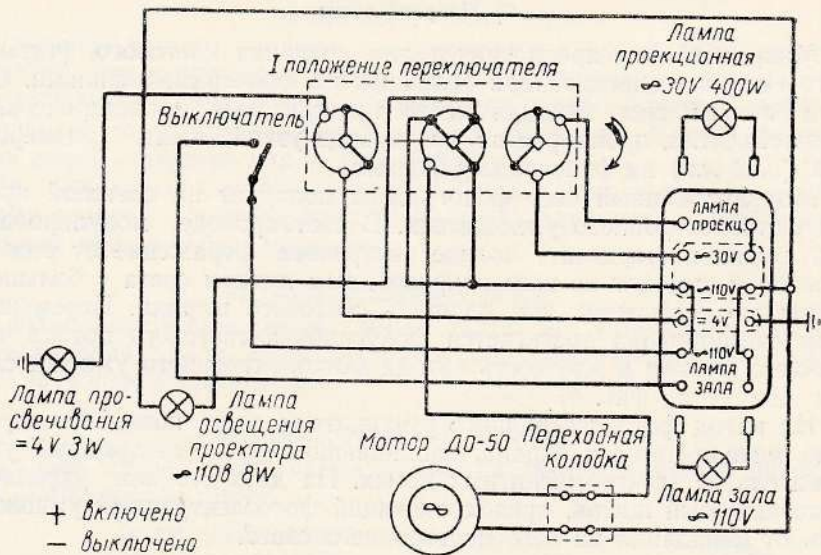 Лампа
проекционная
∾30V 400W
I положение переключателя
Выключатель
ЛАМПА
ПРОЕКЦ.
∾30V
∾110V
= 4V
∾110V
ЛАМПА
ЗАЛА
Лампа про-
свечивания
=4V 3W
Лампа
освещения
проектора
∾110в 8W
Мотор ДО-50
Переходная
колодка
Лампа зала
∾110V
+ включено
− выключено